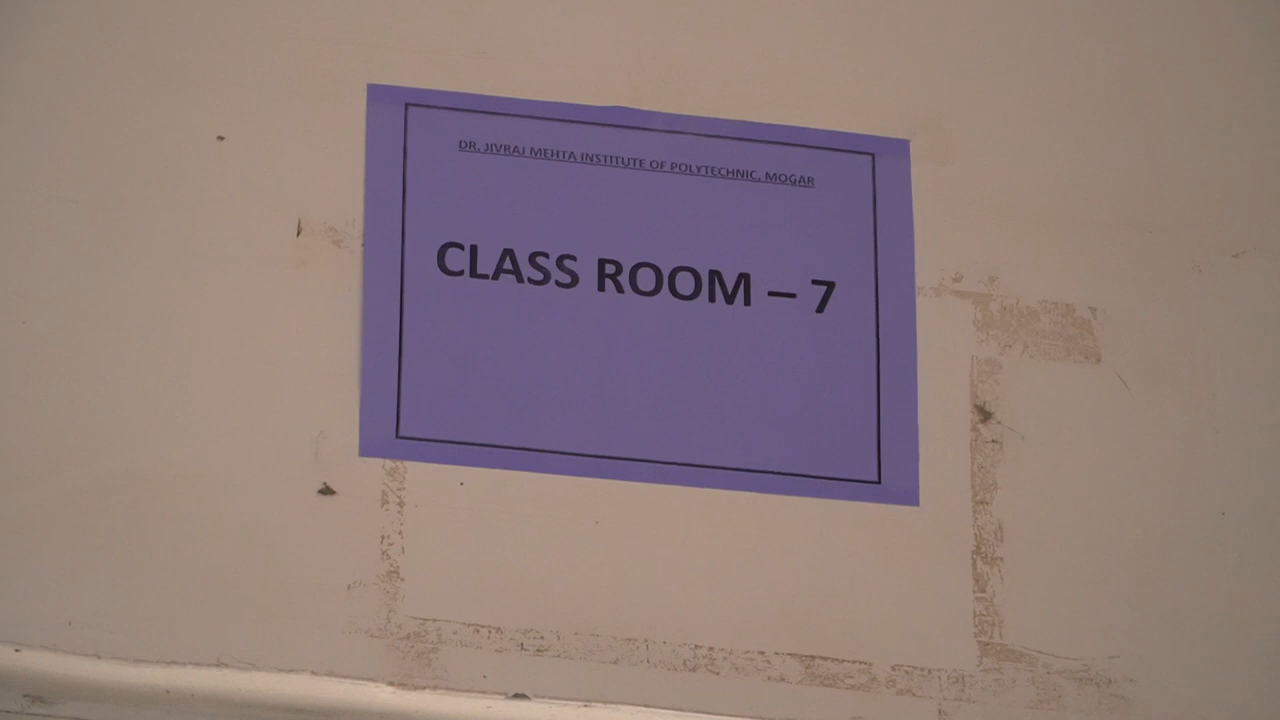 DR. JIVRAJ MEHTA INSTITUTE OF POLYTECHNIC, MOGAR
CLASS ROOM – 7